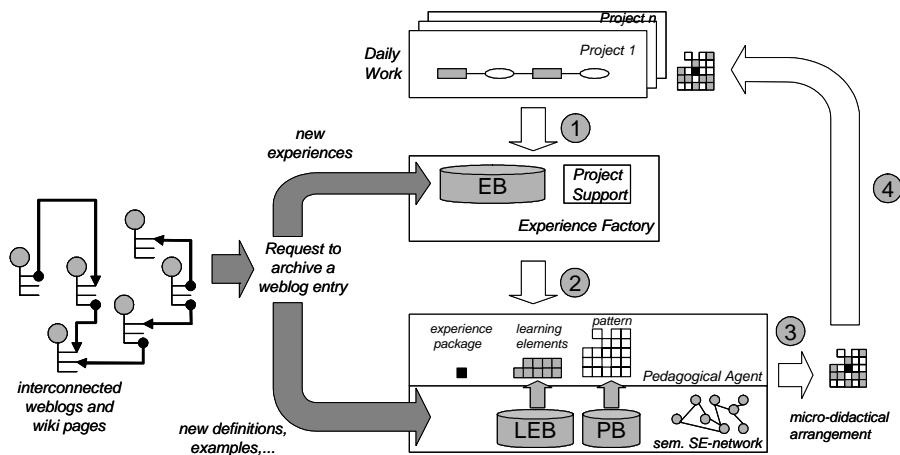 Project n
Project 1
Daily
Work
1
new
experiences
EB
Project
Support
Experience Factory
4
Request to
archive a
weblog entry
2
experience
package
learning
elements
pattern
3
Pedagogical Agent
interconnected
weblogs and
wiki pages
LEB
PB
sem. SE-network
micro-didactical
arrangement
new definitions,
examples,...